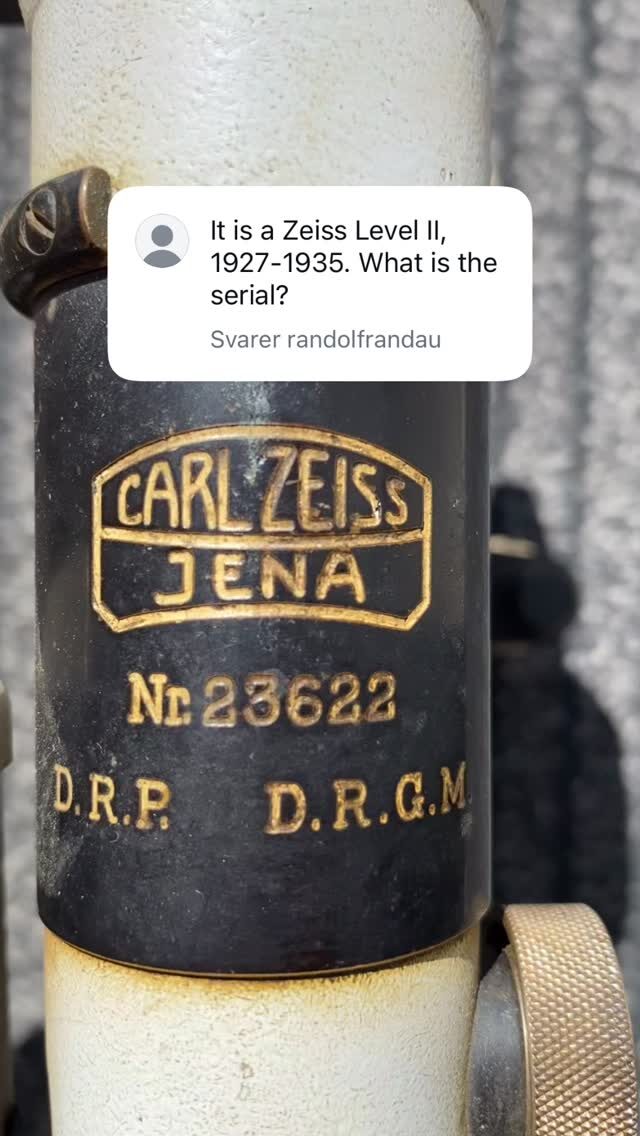 It is a Zeiss Level II,
1927-1935. What is the
serial?
Svarer randolfrandau
CARL ZEISS
JENA
Nr. 23622
D.R.P. D.R.G.M